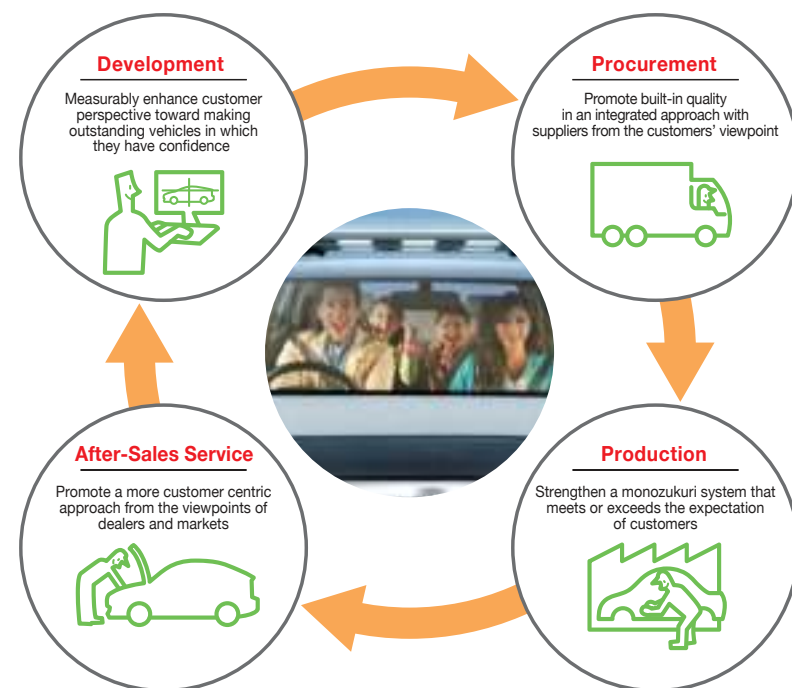 Development
Measurably enhance customer
perspective toward making
outstanding vehicles in which
they have confidence
Procurement
Promote built-in quality
in an integrated approach with
suppliers from the customers’ viewpoint
After-Sales Service
Promote a more customer centric
approach from the viewpoints of
dealers and markets
Production
Strengthen a monozukuri system that
meets or exceeds the expectation
of customers